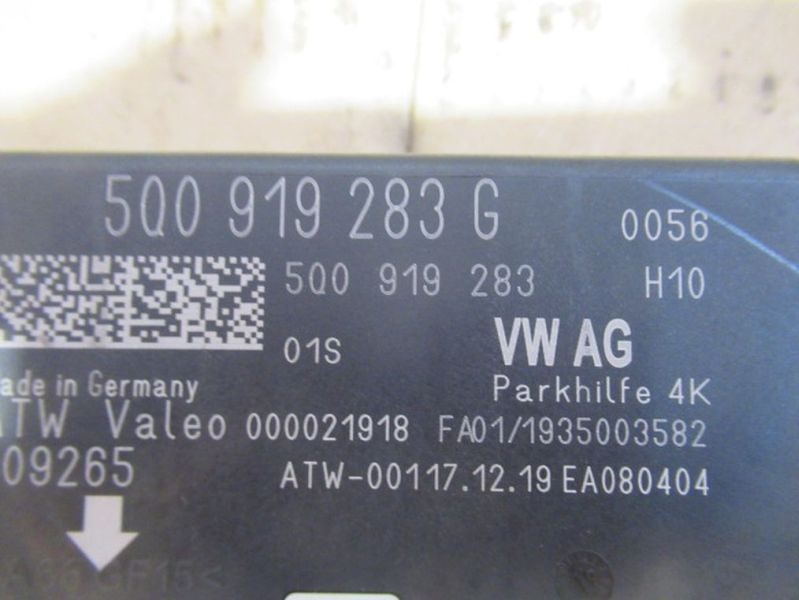 5Q0 919 283 G 0056
5Q0 919 283 H10
01S VW AG
Parkhilfe 4K
ade in Germany
ATW Valeo 000021918 FA01/1935003582
09265 ATW-00117.12.19 EA080404